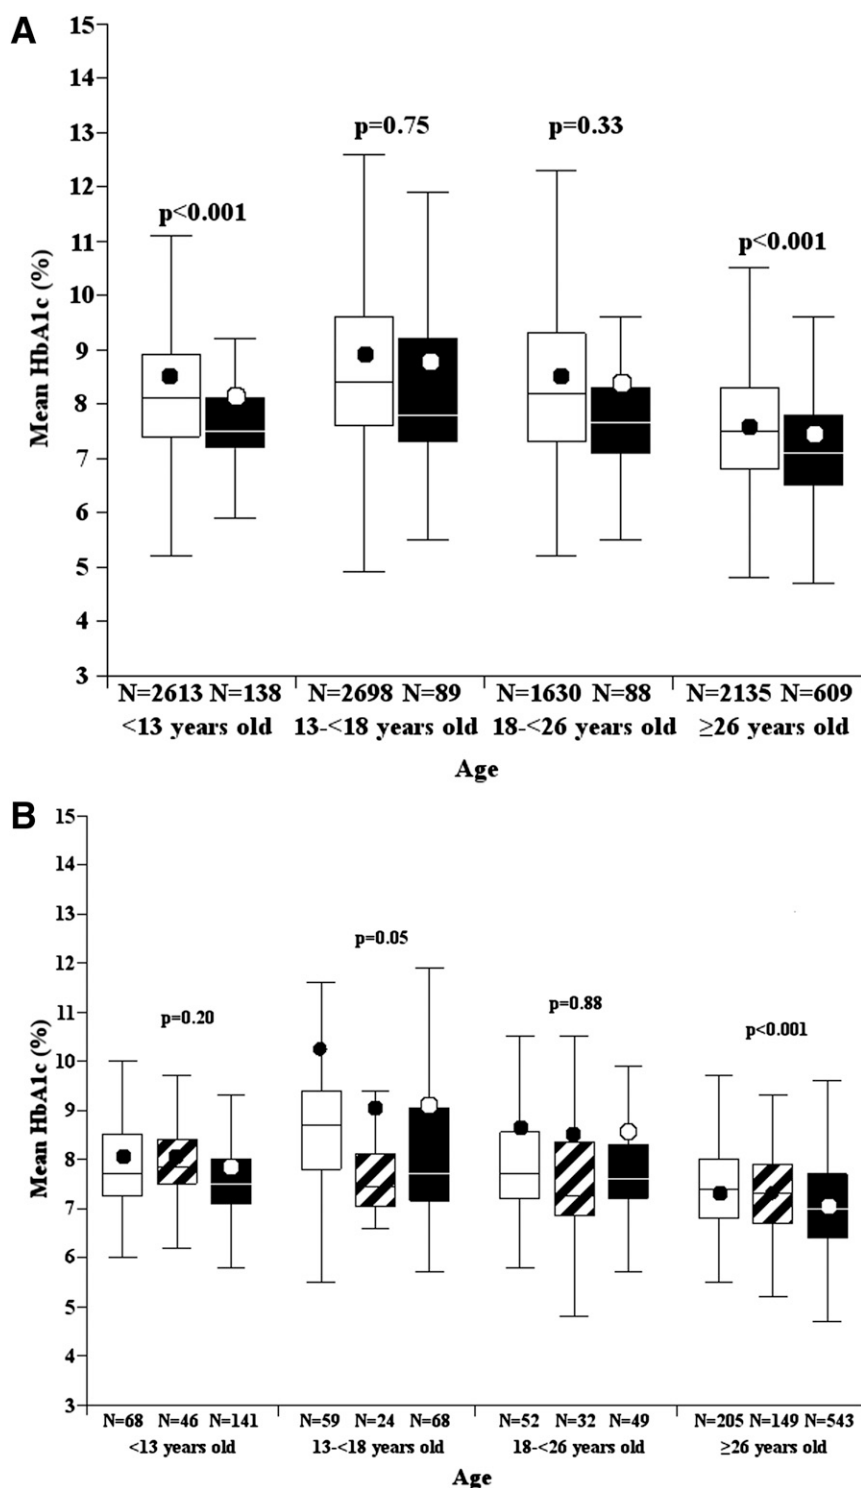 A
15
14
13
12
11
10
9
8
7
6
5
4
3
Mean HbA1c (%)
p<0.001
p=0.75
p=0.33
p<0.001
N=2613 N=138 N=2698 N=89 N=1630 N=88 N=2135 N=609
<13 years old 13-<18 years old 18-<26 years old ≥26 years old
Age
B
15
14
13
12
11
10
9
8
7
6
5
4
3
Mean HbA1c (%)
p=0.20
p=0.05
p=0.88
p<0.001
N=68 N=46 N=141 N=59 N=24 N=68 N=52 N=32 N=49 N=205 N=149 N=543
<13 years old 13-<18 years old 18-<26 years old ≥26 years old
Age